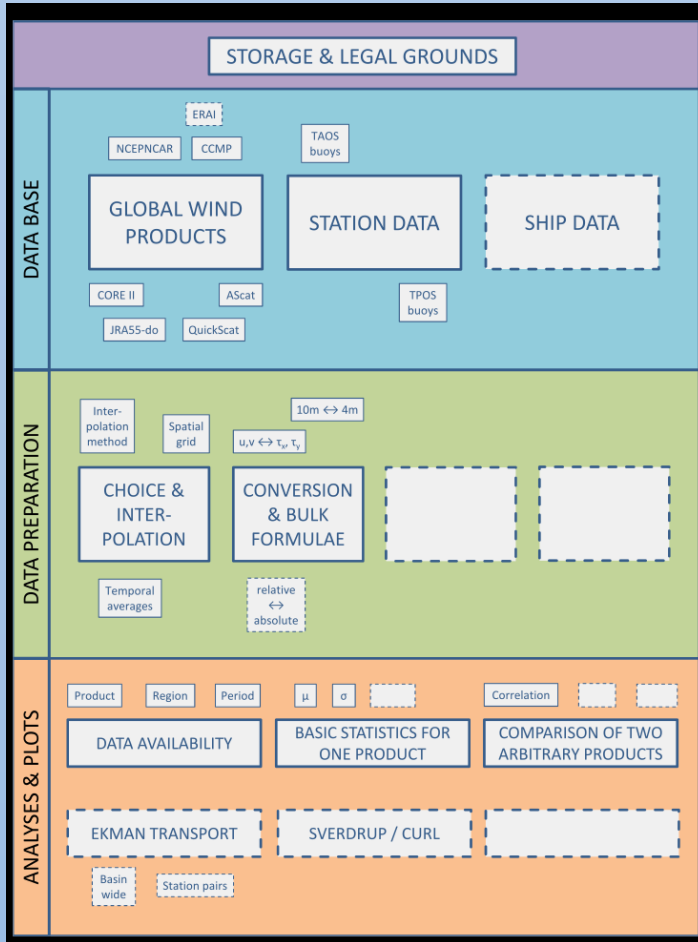 STORAGE & LEGAL GROUNDS
DATA BASE
ERAI
NCEPNCAR
CCMP
TAOS
buoys
GLOBAL WIND
PRODUCTS
STATION DATA
SHIP DATA
CORE II
AScat
TPOS
buoys
JRA55-do
QuickScat
DATA PREPARATION
Inter-
polation
method
Spatial
grid
10m ↔ 4m
u,v ↔ τx, τy
CHOICE &
INTER-
POLATION
CONVERSION
& BULK
FORMULAE
Temporal
averages
relative
↔
absolute
ANALYSES & PLOTS
Product
Region
Period
μ
σ
Correlation
DATA AVAILABILITY
BASIC STATISTICS FOR
ONE PRODUCT
COMPARISON OF TWO
ARBITRARY PRODUCTS
EKMAN TRANSPORT
SVERDRUP / CURL
Basin
wide
Station pairs